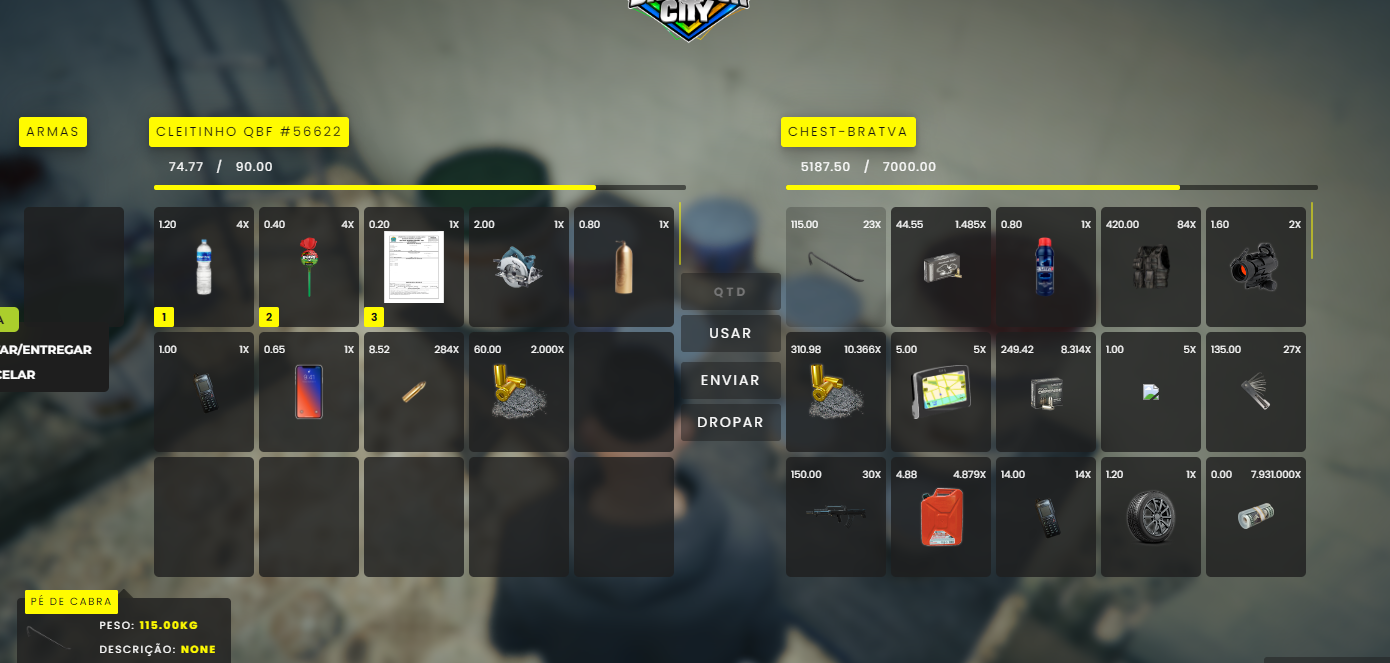 CITY
ARMAS
CLEITINHO QBF #56622
CHEST-BRATVA
74.77 / 90.00
5187.50 / 7000.00
1.20 4X
0.40 4X
0.20 1X
2.00 1X
0.80 1X
115.00 23X
44.55 1.485X
0.80 1X
420.00 84X
1.60 2X
1
2
3
QTD
USAR
ENVIAR
DROPAR
A
AR/ENTREGAR
ELAR
1.00 1X
0.65 1X
8.52 284X
60.00 2.000X
310.98 10.366X
5.00 5X
249.42 8.314X
1.00 5X
135.00 27X
150.00 30X
4.88 4.879X
14.00 14X
1.20 1X
0.00 7.931.000X
PÉ DE CABRA
PESO: 115.00KG
DESCRIÇÃO: NONE